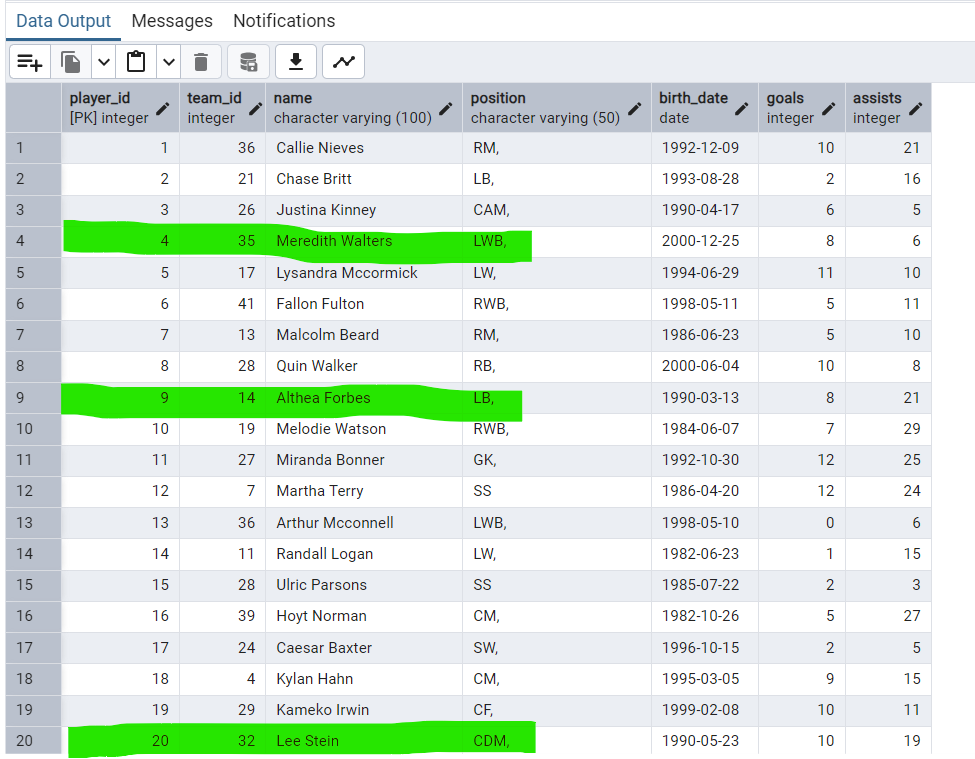 Data Output Messages Notifications
player_id team_id name position birth_date goals assists
[PK] integer integer character varying (100) character varying (50) date integer integer
1 1 36 Callie Nieves RM, 1992-12-09 10 21
2 2 21 Chase Britt LB, 1993-08-28 2 16
3 3 26 Justina Kinney CAM, 1990-04-17 6 5
4 4 35 Meredith Walters LWB, 2000-12-25 8 6
5 5 17 Lysandra Mccormick LW, 1994-06-29 11 10
6 6 41 Fallon Fulton RWB, 1998-05-11 5 11
7 7 13 Malcolm Beard RM, 1986-06-23 5 10
8 8 28 Quin Walker RB, 2000-06-04 10 8
9 9 14 Althea Forbes LB, 1990-03-13 8 21
10 10 19 Melodie Watson RWB, 1984-06-07 7 29
11 11 27 Miranda Bonner GK, 1992-10-30 12 25
12 12 7 Martha Terry SS 1986-04-20 12 24
13 13 36 Arthur Mcconnell LWB, 1998-05-10 0 6
14 14 11 Randall Logan LW, 1982-06-23 1 15
15 15 28 Ulric Parsons SS 1985-07-22 2 3
16 16 39 Hoyt Norman CM, 1982-10-26 5 27
17 17 24 Caesar Baxter SW, 1996-10-15 2 5
18 18 4 Kylan Hahn CM, 1995-03-05 9 15
19 19 29 Kameko Irwin CF, 1999-02-08 10 11
20 20 32 Lee Stein CDM, 1990-05-23 10 19